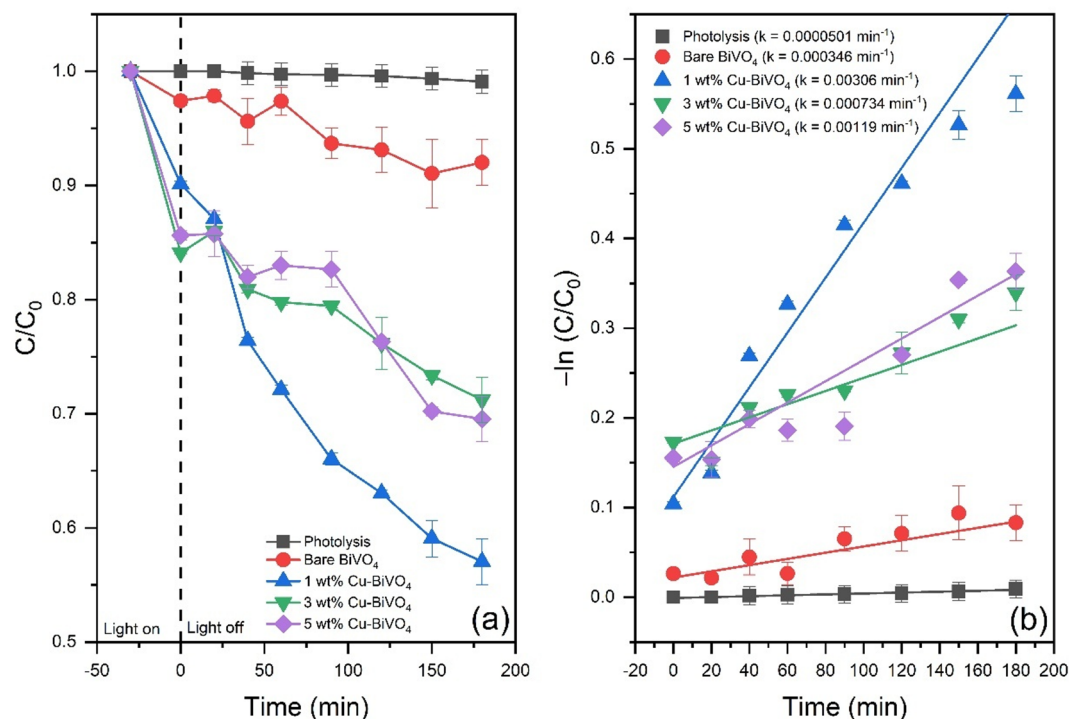 1.0
0.9
0.8
0.7
0.6
0.5
C/C₀
Photolysis
Bare BiVO₄
1 wt% Cu-BiVO₄
3 wt% Cu-BiVO₄
5 wt% Cu-BiVO₄
Light on
Light off
(a)
-50 0 50 100 150 200
Time (min)
Photolysis (k = 0.0000501 min⁻¹)
Bare BiVO₄ (k = 0.000346 min⁻¹)
1 wt% Cu-BiVO₄ (k = 0.00306 min⁻¹)
3 wt% Cu-BiVO₄ (k = 0.000734 min⁻¹)
5 wt% Cu-BiVO₄ (k = 0.00119 min⁻¹)
0.6
0.5
0.4
0.3
0.2
0.1
0.0
–ln (C/C₀)
(b)
-20 0 20 40 60 80 100 120 140 160 180 200
Time (min)